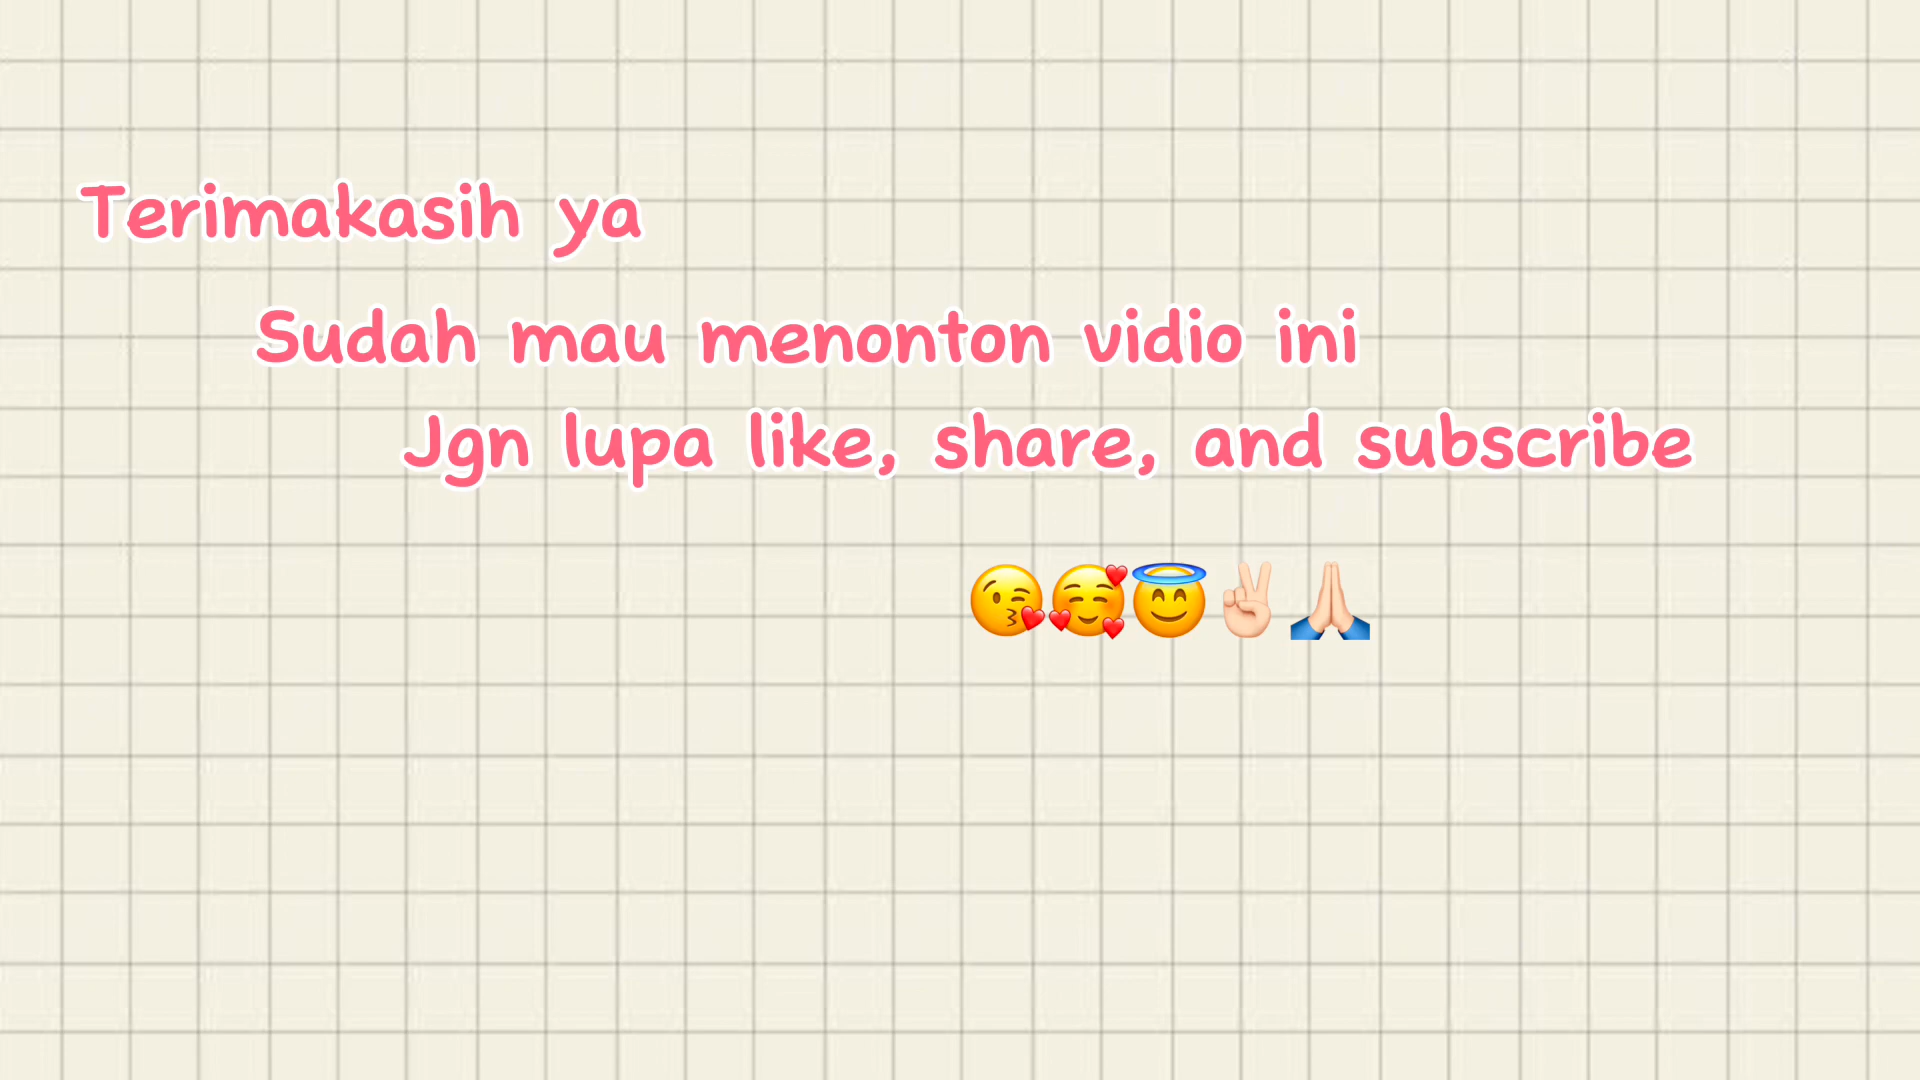 Terimakasih ya
Sudah mau menonton vidio ini
Jgn lupa like, share, and subscribe
😘🥰😇✌🏻🙏🏻